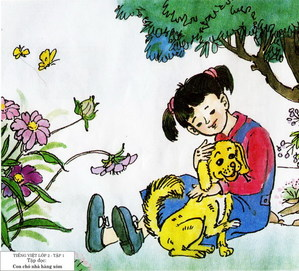 TIẾNG VIỆT LỚP 2 - TẬP 1
Tập đọc
Con chó nhà hàng xóm